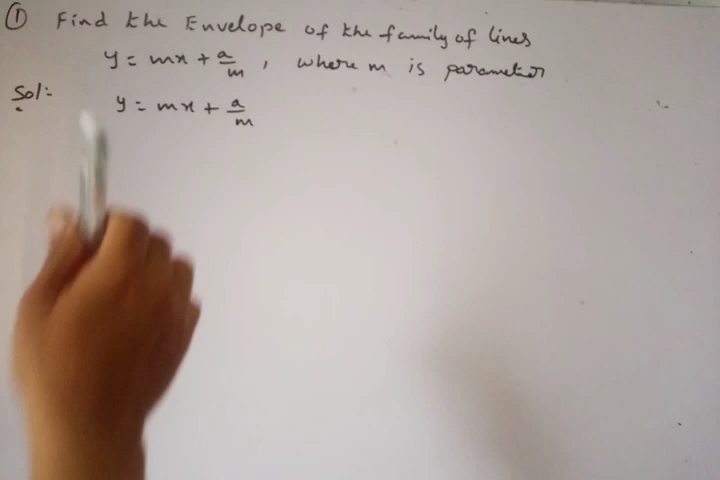 ① Find the Envelope of the family of lines
y = mx + a/m, where m is parameter
Sol:-
y = mx + a/m